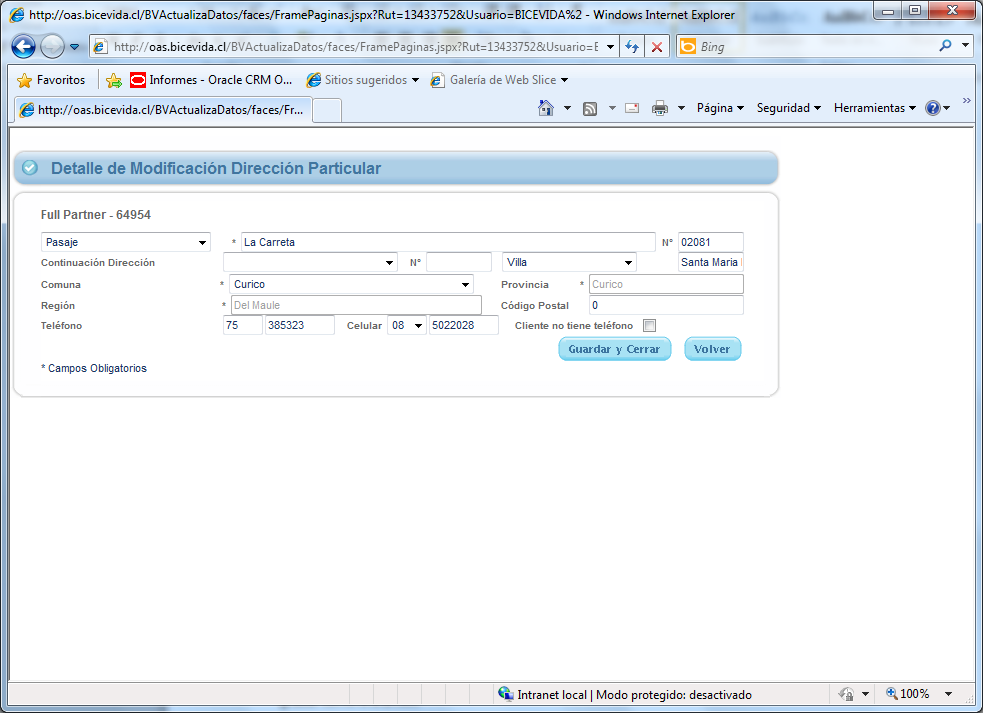 http://oas.bicevida.cl/BVActualizaDatos/faces/FramePaginas.jspx?Rut=13433752&Usuario=BICEVIDA%2 - Windows Internet Explorer
http://oas.bicevida.cl/BVActualizaDatos/faces/FramePaginas.jspx?Rut=13433752&Usuario=E Bing
Favoritos Informes - Oracle CRM O... Sitios sugeridos Galería de Web Slice
http://oas.bicevida.cl/BVActualizaDatos/faces/Fr... Página Seguridad Herramientas »
Detalle de Modificación Dirección Particular
Full Partner - 64954
Pasaje * La Carreta Nº 02081
Continuación Dirección Nº Villa Santa Maria
Comuna * Curico Provincia * Curico
Región * Del Maule Código Postal 0
Teléfono 75 385323 Celular 08 5022028 Cliente no tiene teléfono
Guardar y Cerrar Volver
* Campos Obligatorios
Intranet local | Modo protegido: desactivado 100%